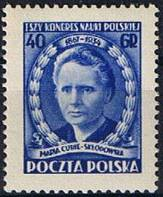 I-SZY KONGRES NAUKI POLSKIEJ
40 GR
1867-1934
MARIA CURIE-SKŁODOWSKA
POCZTA POLSKA